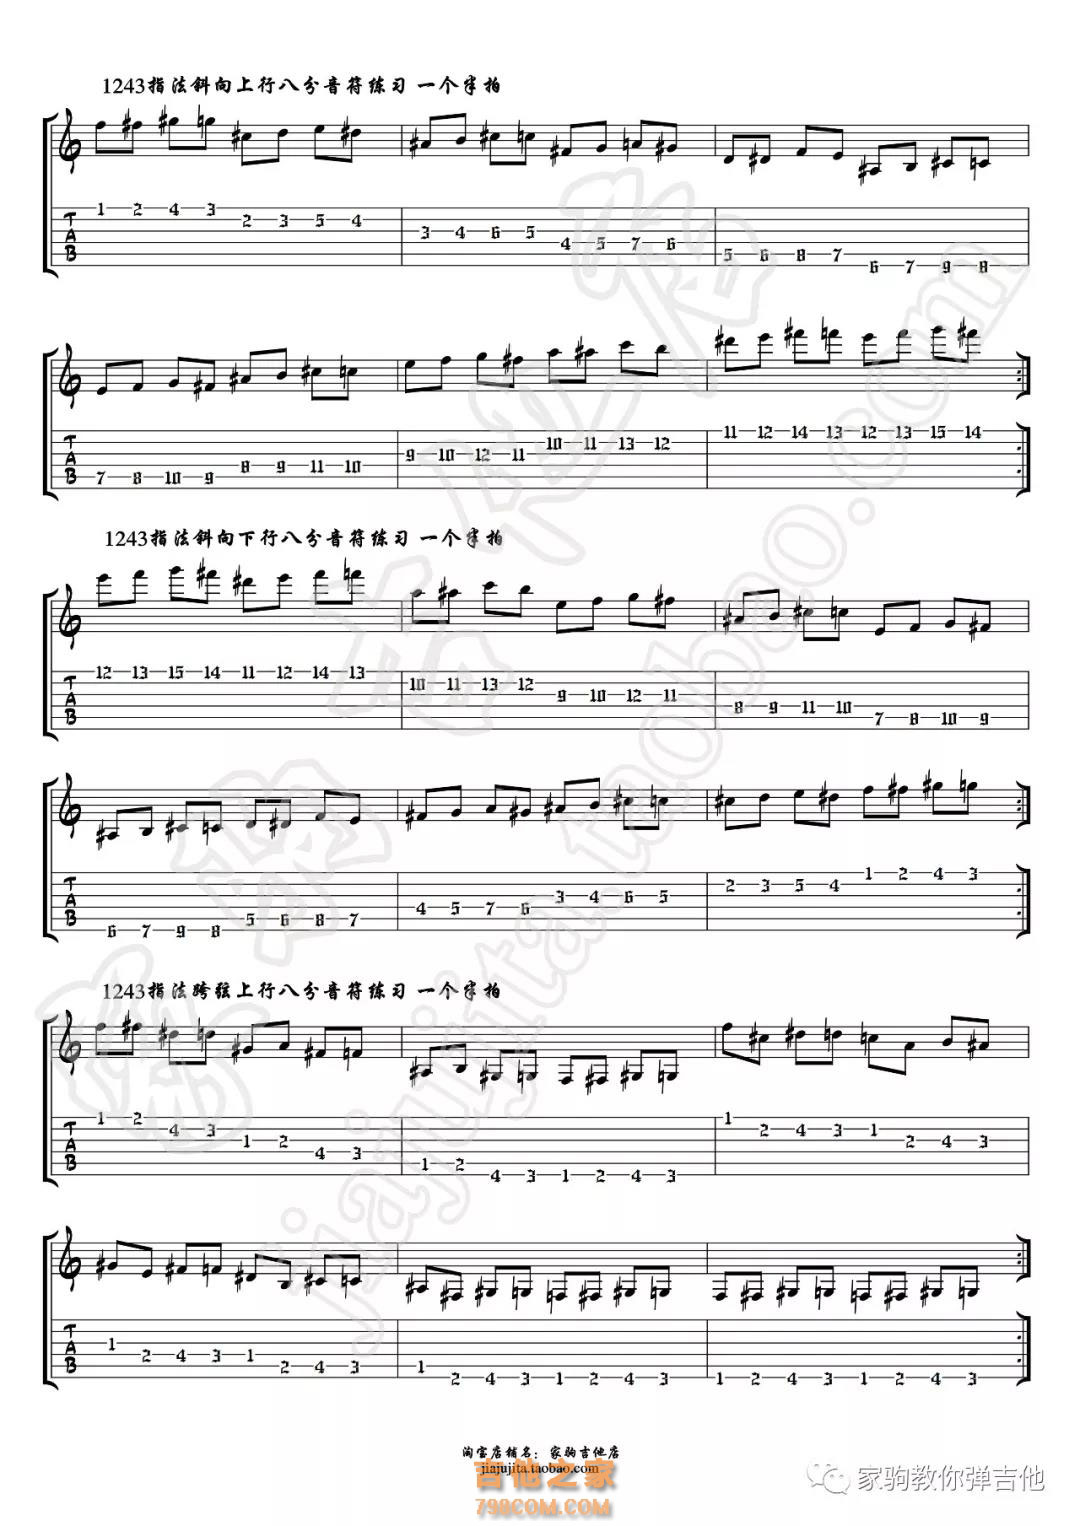 1243指法斜向上行八分音符练习 一个半拍
T 1 2 4 3 2 3 5 4 3 4 6 5 4 5 7 6 5 6 8 7 6 7 9 8
A
B
T 7 8 10 9 8 9 11 10 9 10 12 11 10 11 13 12 11 12 14 13 12 13 15 14
A
B
1243指法斜向下行八分音符练习 一个半拍
T 12 13 15 14 11 12 14 13 10 11 13 12 9 10 12 11 8 9 11 10 7 8 10 9
A
B
T 6 7 9 8 5 6 8 7 4 5 7 6 3 4 6 5 2 3 5 4 1 2 4 3
A
B
1243指法跨弦上行八分音符练习 一个半拍
T 1 2 4 3 1 2 4 3 1 2 4 3 1 2 4 3 1 2 4 3 1 2 4 3
A
B
T 1 2 4 3 1 2 4 3 1 2 4 3 1 2 4 3 1 2 4 3 1 2 4 3
A
B
家驹吉他店
jiajujita.taobao.com
淘宝店铺名：家驹吉他店
jiajujita.taobao.com
吉他之家
798COM.COM
家驹教你弹吉他